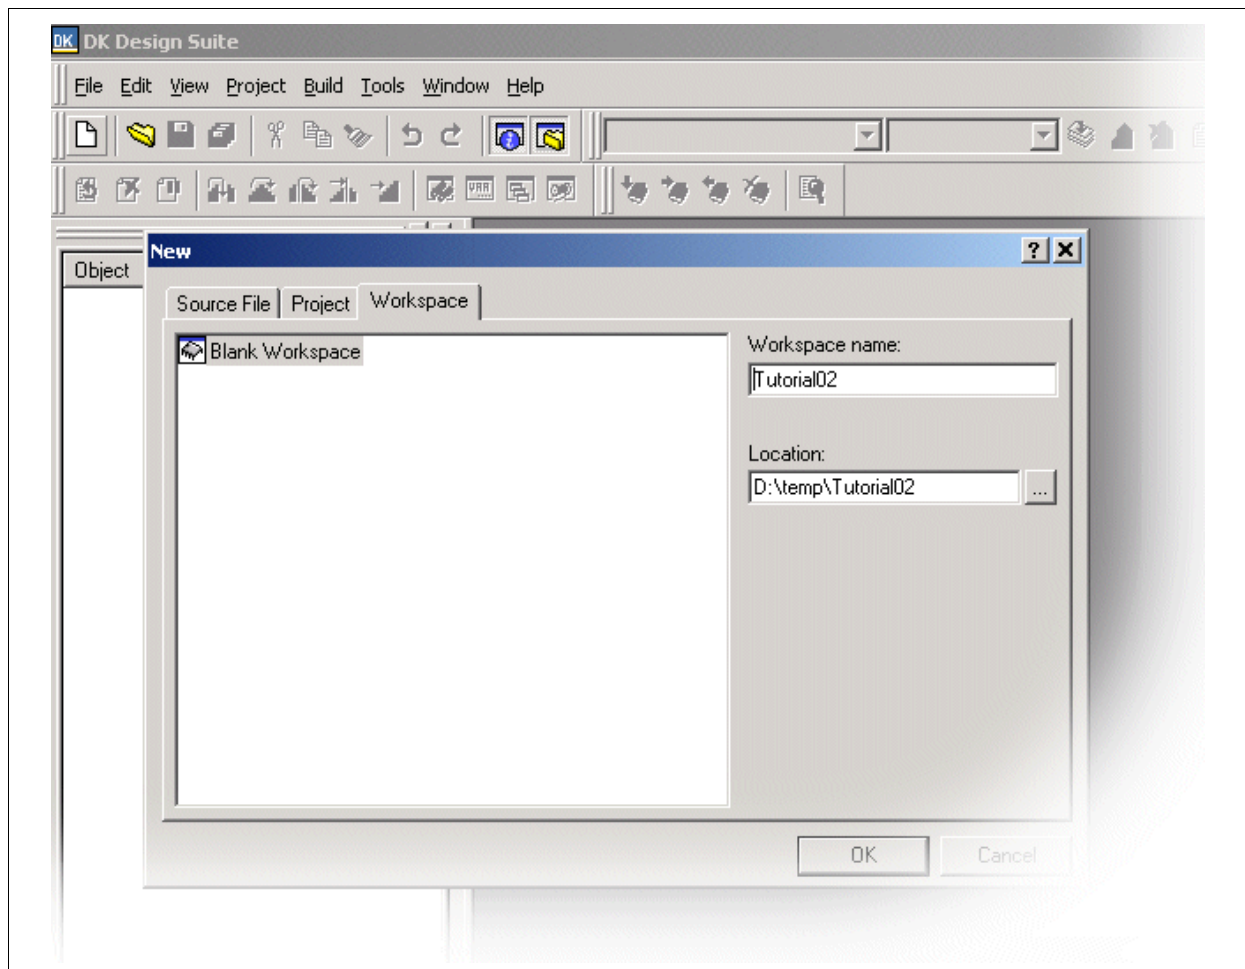 DK DK Design Suite
File Edit View Project Build Tools Window Help
New
Object
Source File Project Workspace
Blank Workspace
Workspace name:
Tutorial02
Location:
D:\temp\Tutorial02
...
OK Cancel